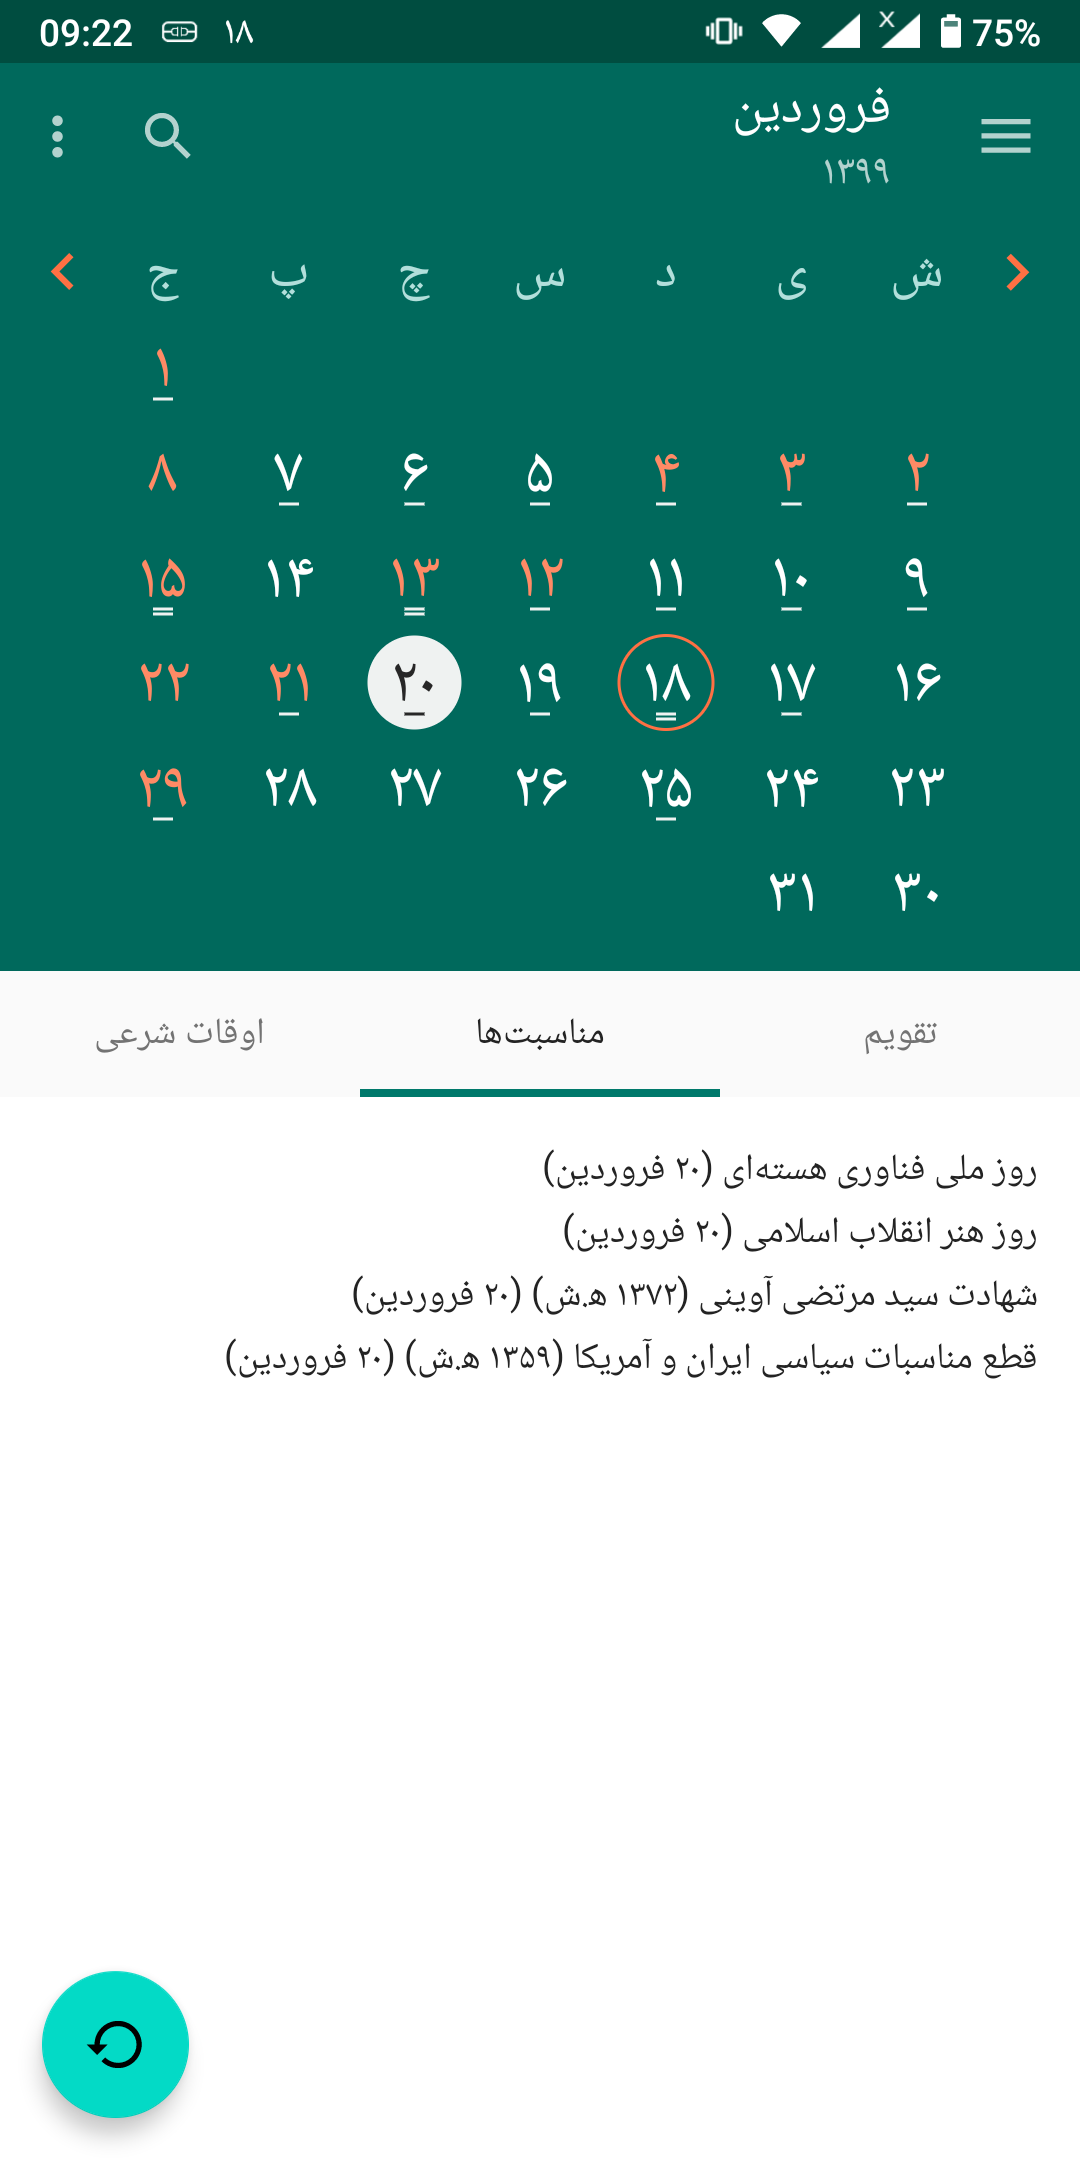 09:22 ۱۸ X 75%
فروردین
۱۳۹۹
ش ی د س چ پ ج
۱
۲ ۳ ۴ ۵ ۶ ۷ ۸
۹ ۱۰ ۱۱ ۱۲ ۱۳ ۱۴ ۱۵
۱۶ ۱۷ ۱۸ ۱۹ ۲۰ ۲۱ ۲۲
۲۳ ۲۴ ۲۵ ۲۶ ۲۷ ۲۸ ۲۹
۳۰ ۳۱
تقویم مناسبت‌ها اوقات شرعی
روز ملی فناوری هسته‌ای (۲۰ فروردین)
روز هنر انقلاب اسلامی (۲۰ فروردین)
شهادت سید مرتضی آوینی (۱۳۷۲ ه‍.ش) (۲۰ فروردین)
قطع مناسبات سیاسی ایران و آمریکا (۱۳۵۹ ه‍.ش) (۲۰ فروردین)